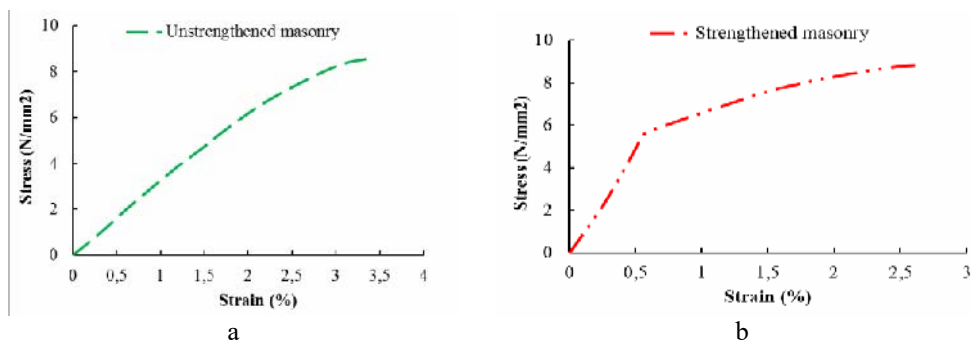 10
Unstrengthened masonry
8
6
4
2
0
Stress (N/mm2)
0 0,5 1 1,5 2 2,5 3 3,5 4
Strain (%)
a
10
Strengthened masonry
8
6
4
2
0
Stress (N/mm2)
0 0,5 1 1,5 2 2,5 3
Strain (%)
b